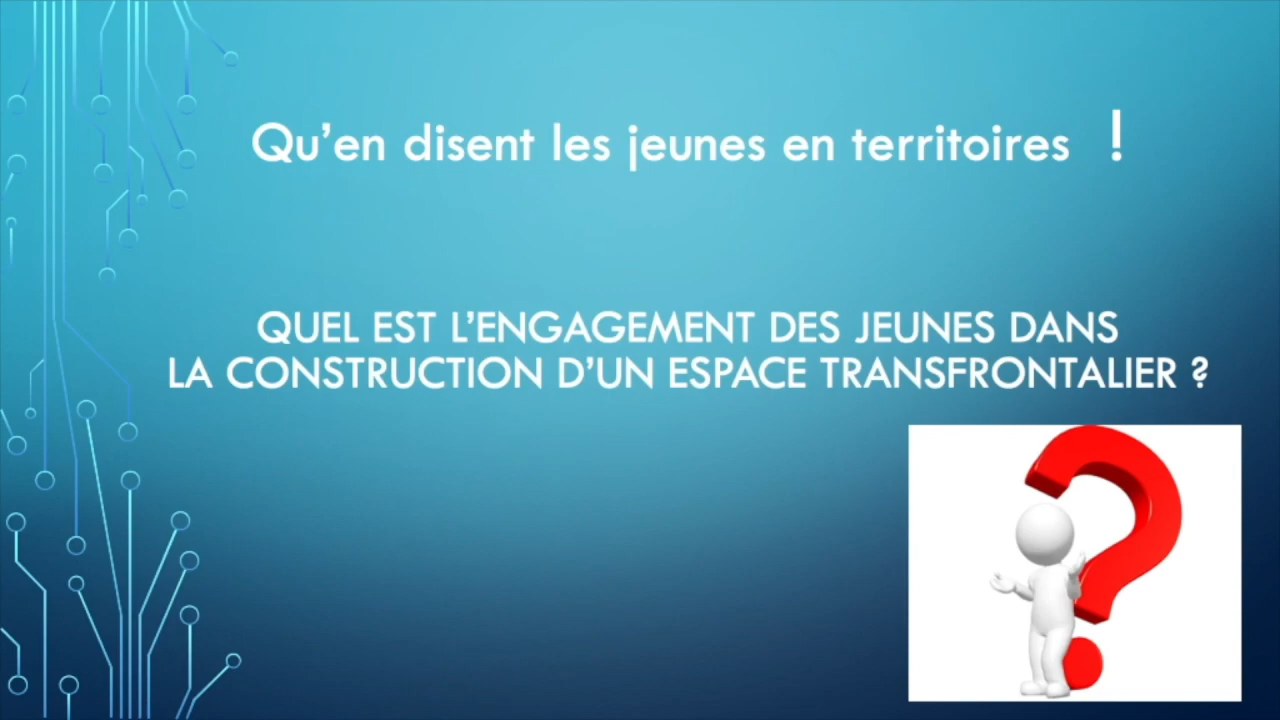 Qu’en disent les jeunes en territoires !
QUEL EST L’ENGAGEMENT DES JEUNES DANS
LA CONSTRUCTION D’UN ESPACE TRANSFRONTALIER ?